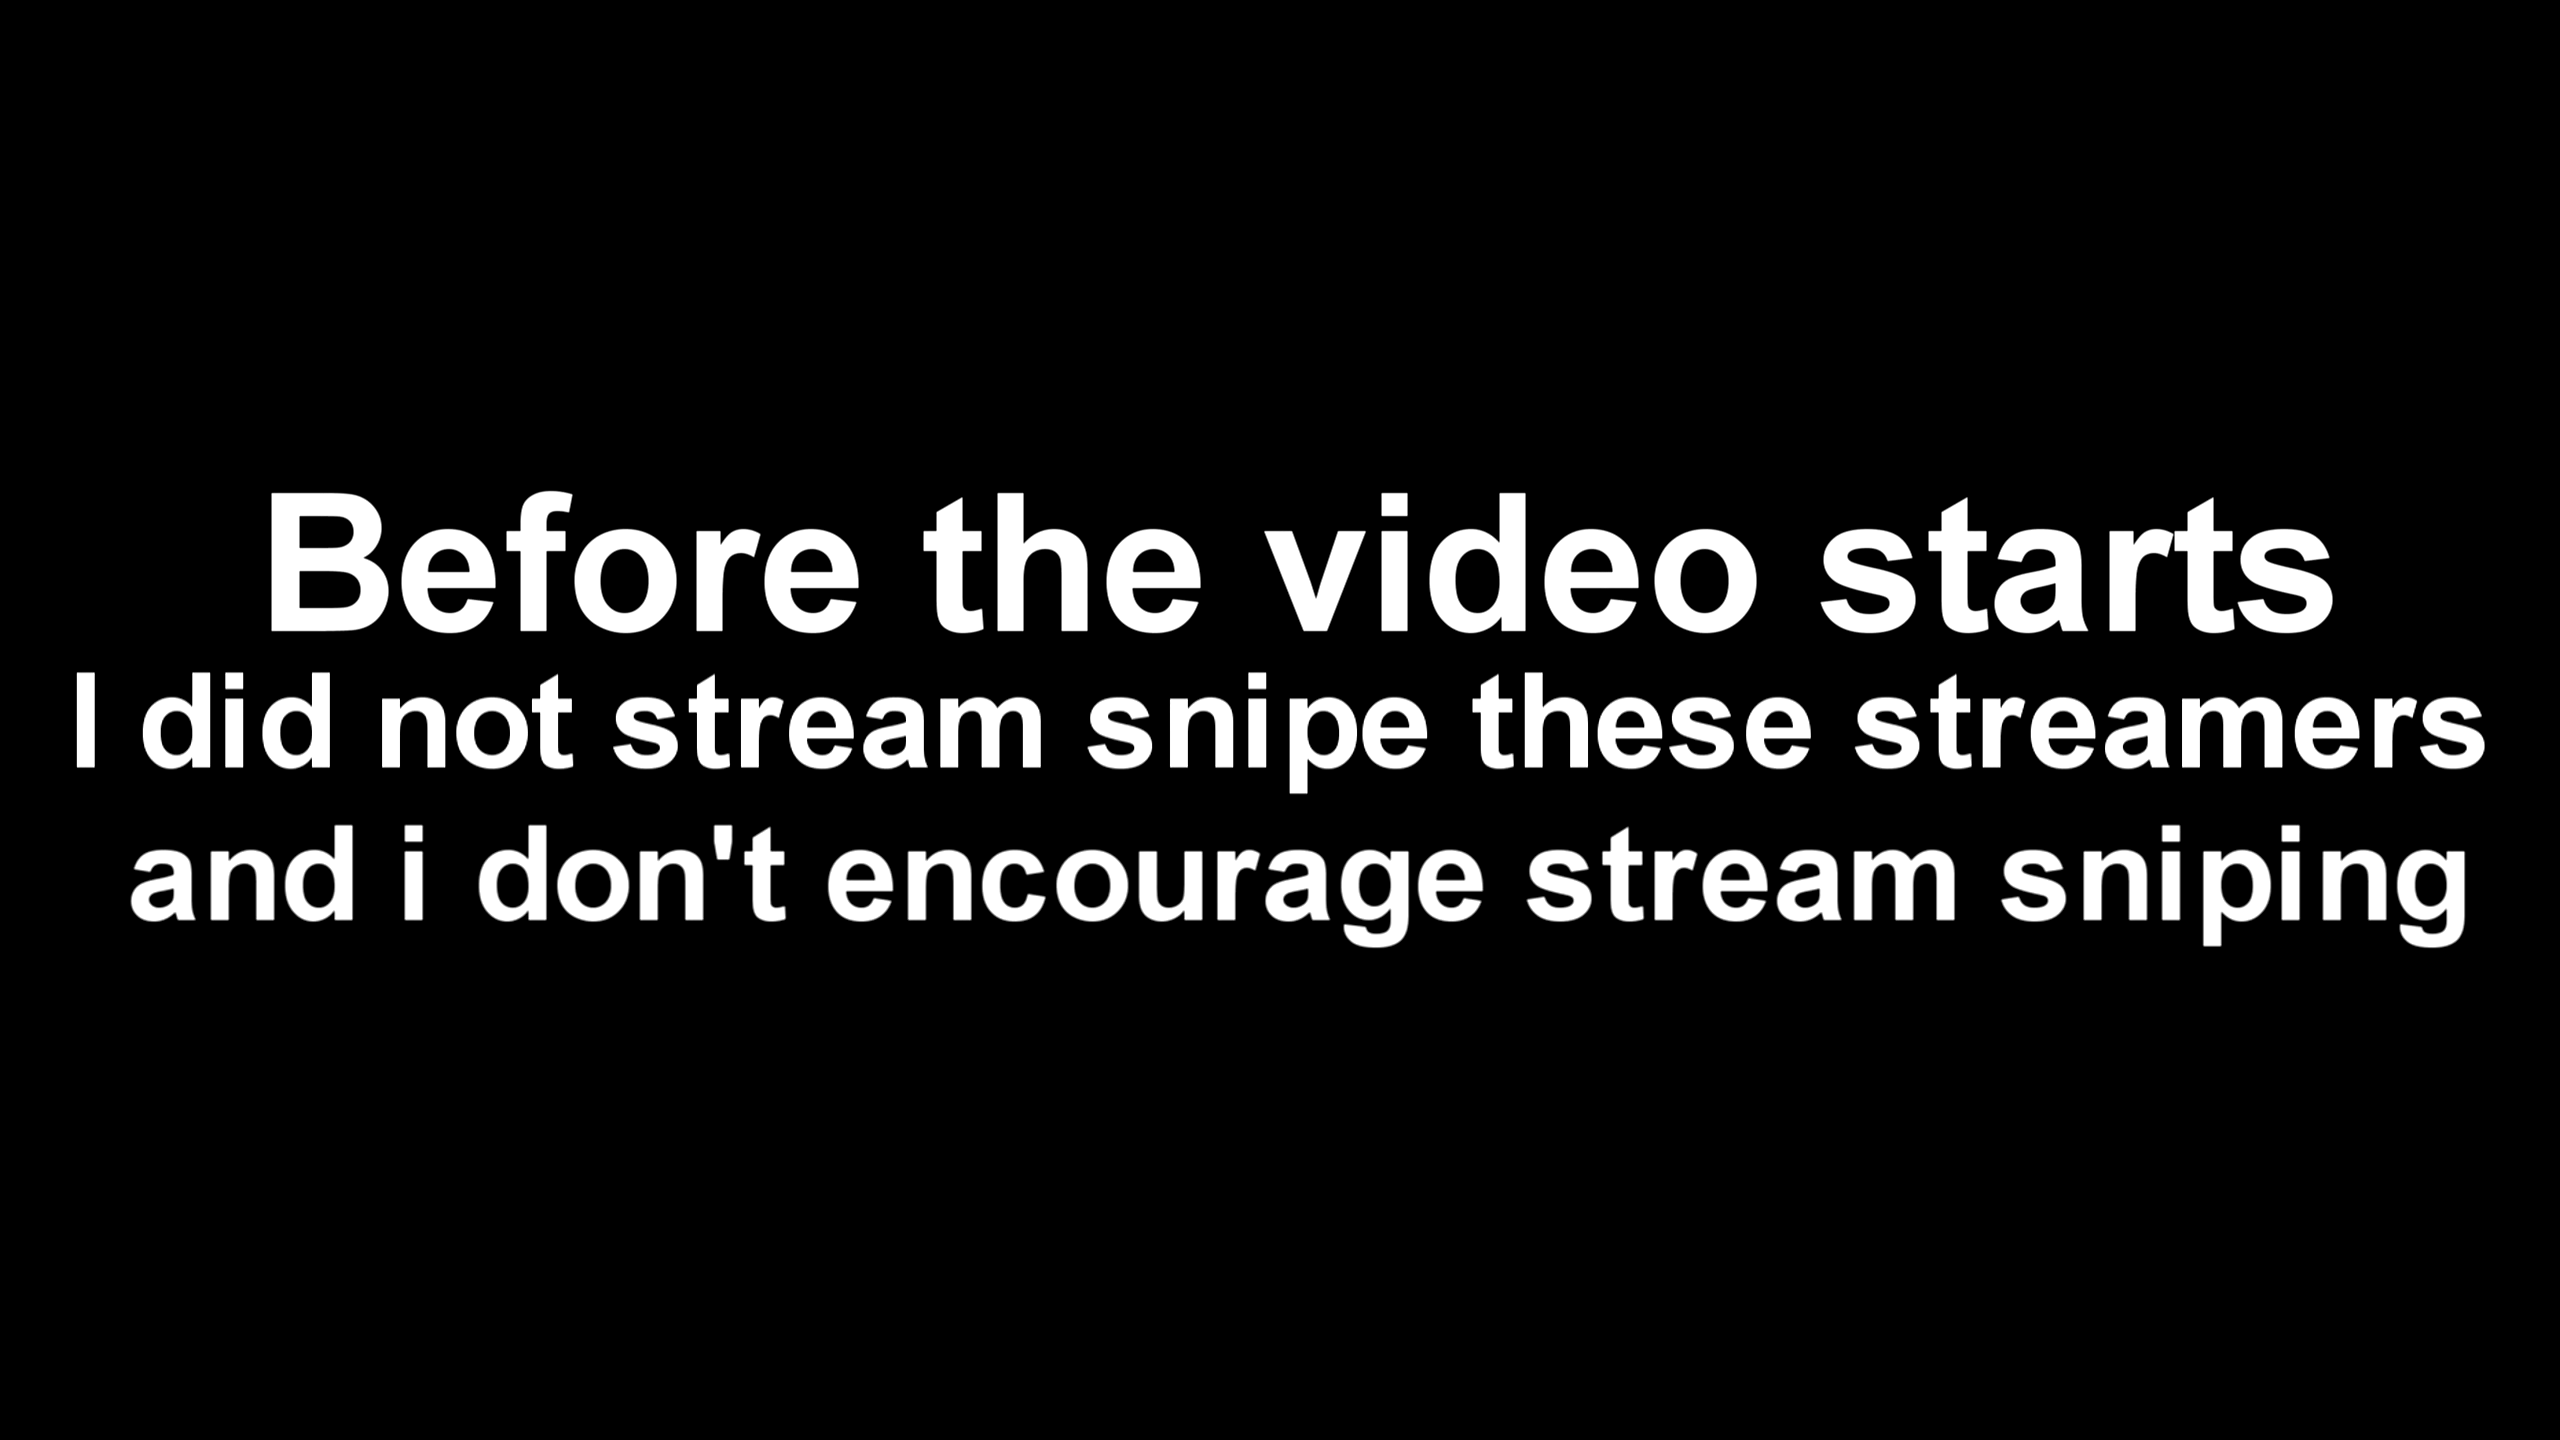 Before the video starts
I did not stream snipe these streamers
and i don't encourage stream sniping